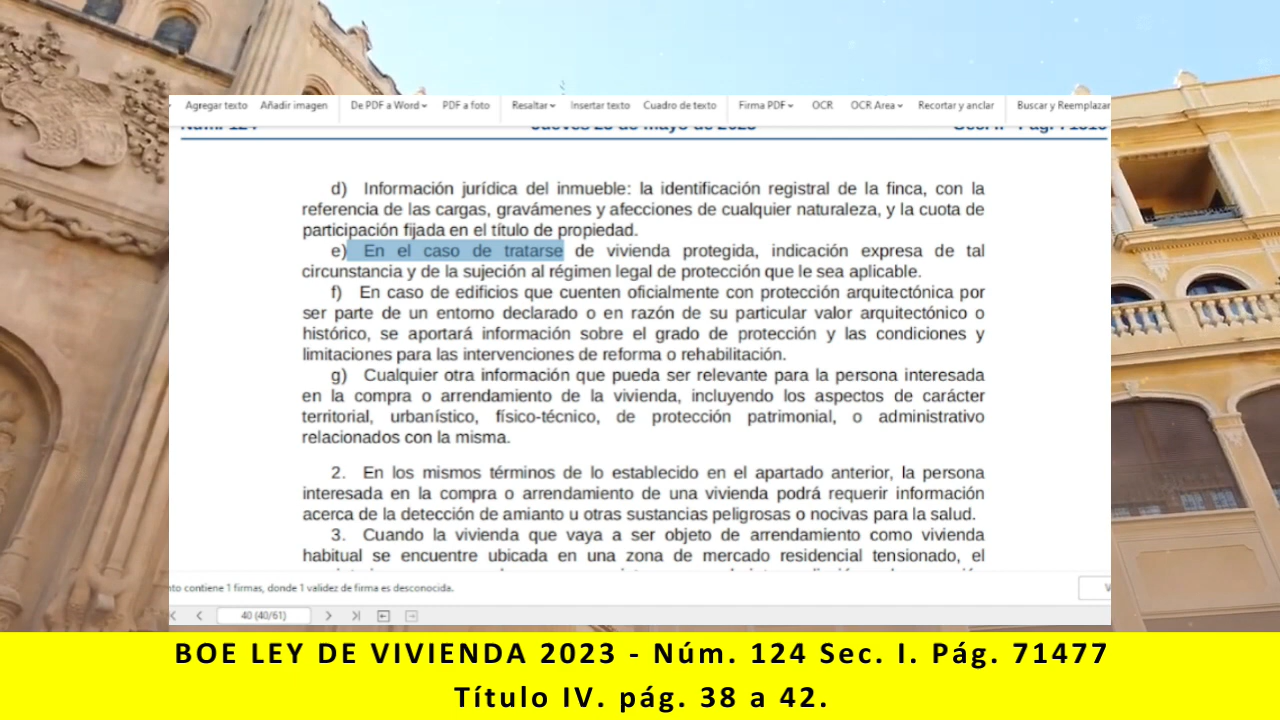 Agregar texto Añadir imagen De PDF a Word PDF a foto Resaltar Insertar texto Cuadro de texto Firma PDF OCR OCR Area Recortar y anclar Buscar y Reemplazar
d) Información jurídica del inmueble: la identificación registral de la finca, con la
referencia de las cargas, gravámenes y afecciones de cualquier naturaleza, y la cuota de
participación fijada en el título de propiedad.
e) En el caso de tratarse de vivienda protegida, indicación expresa de tal
circunstancia y de la sujeción al régimen legal de protección que le sea aplicable.
f) En caso de edificios que cuenten oficialmente con protección arquitectónica por
ser parte de un entorno declarado o en razón de su particular valor arquitectónico o
histórico, se aportará información sobre el grado de protección y las condiciones y
limitaciones para las intervenciones de reforma o rehabilitación.
g) Cualquier otra información que pueda ser relevante para la persona interesada
en la compra o arrendamiento de la vivienda, incluyendo los aspectos de carácter
territorial, urbanístico, físico-técnico, de protección patrimonial, o administrativo
relacionados con la misma.
2. En los mismos términos de lo establecido en el apartado anterior, la persona
interesada en la compra o arrendamiento de una vivienda podrá requerir información
acerca de la detección de amianto u otras sustancias peligrosas o nocivas para la salud.
3. Cuando la vivienda que vaya a ser objeto de arrendamiento como vivienda
habitual se encuentre ubicada en una zona de mercado residencial tensionado, el
contiene 1 firmas, donde 1 validez de firma es desconocida.
40 (40/61)
BOE LEY DE VIVIENDA 2023 - Núm. 124 Sec. I. Pág. 71477
Título IV. pág. 38 a 42.